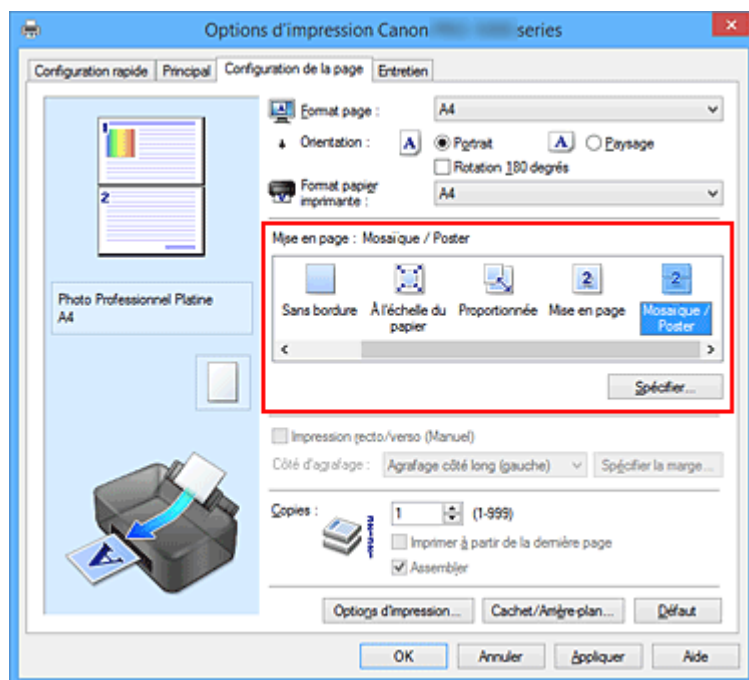 Options d'impression Canon series
Configuration rapide Principal Configuration de la page Entretien
Format page : A4
Orientation : A Portrait A Paysage
Rotation 180 degrés
Format papier imprimante : A4
1
2
Mise en page : Mosaïque / Poster
Sans bordure À l'échelle du papier Proportionnée 2 Mise en page 2 Mosaïque / Poster
Photo Professionnel Platine
A4
Spécifier...
Impression recto/verso (Manuel)
Côté d'agrafage : Agrafage côté long (gauche) Spécifier la marge...
Copies : 1 (1-999)
Imprimer à partir de la dernière page
Assembler
A
Options d'impression... Cachet/Arrière-plan... Défaut
OK Annuler Appliquer Aide